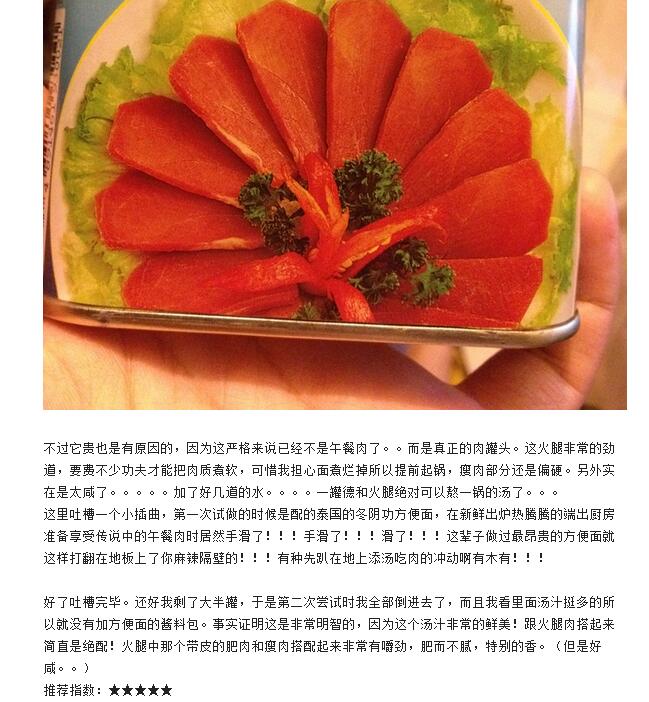 不过它贵也是有原因的，因为这严格来说已经不是午餐肉了。。而是真正的肉罐头。这火腿非常的劲
道，要费不少功夫才能把肉质煮软，可惜我担心面煮烂掉所以提前起锅，瘦肉部分还是偏硬。另外实
在是太咸了。。。。。加了好几道的水。。。。一罐德和火腿绝对可以熬一锅的汤了。。。
这里吐槽一个小插曲，第一次试做的时候是配的泰国的冬阴功方便面，在新鲜出炉热腾腾的端出厨房
准备享受传说中的午餐肉时居然手滑了！！！手滑了！！！滑了！！！这辈子做过最昂贵的方便面就
这样打翻在地板上了你麻辣隔壁的！！！有种先趴在地上添汤吃肉的冲动啊有木有！！！
好了吐槽完毕。还好我剩了大半罐，于是第二次尝试时我全部倒进去了，而且我看里面汤汁挺多的所
以就没有加方便面的酱料包。事实证明这是非常明智的，因为这个汤汁非常的鲜美！跟火腿肉搭起来
简直是绝配！火腿中那个带皮的肥肉和瘦肉搭配起来非常有嚼劲，肥而不腻，特别的香。（但是好
咸。。）
推荐指数：★★★★★